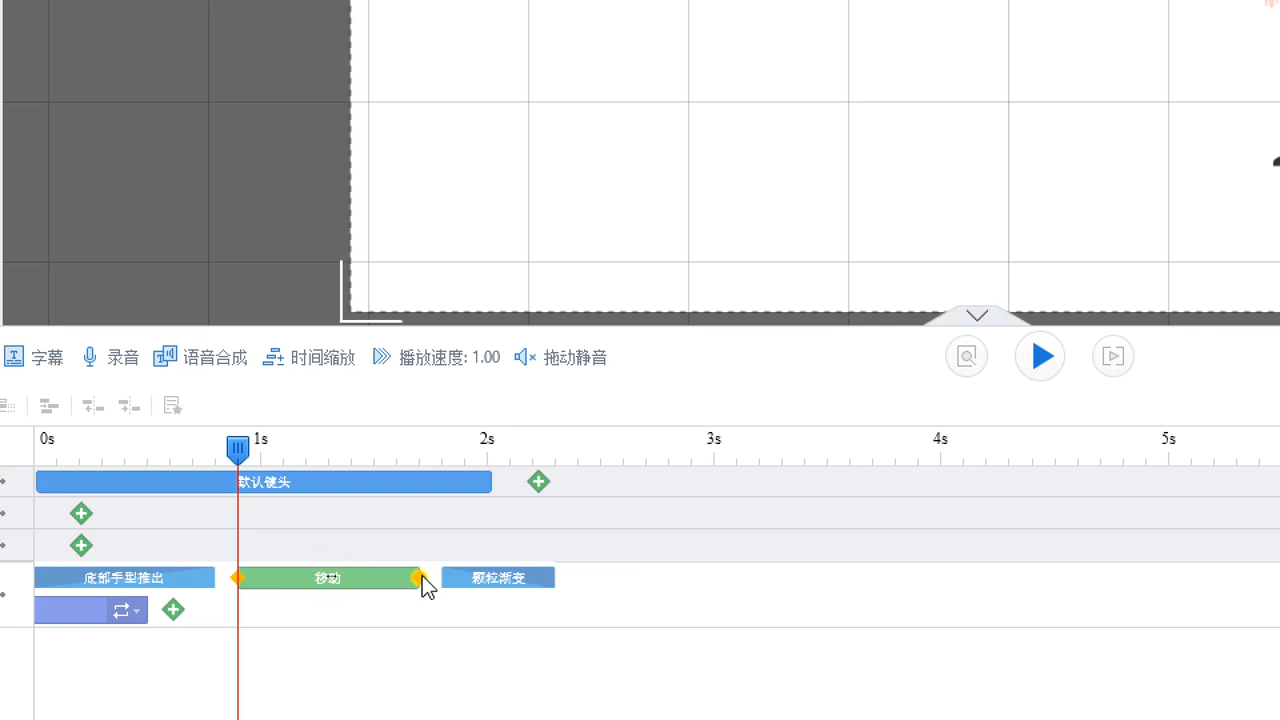 字幕 录音 语音合成 时间缩放 播放速度: 1.00 拖动静音
0s 1s 2s 3s 4s 5s
默认镜头
底部手型推出 移动 颗粒渐变